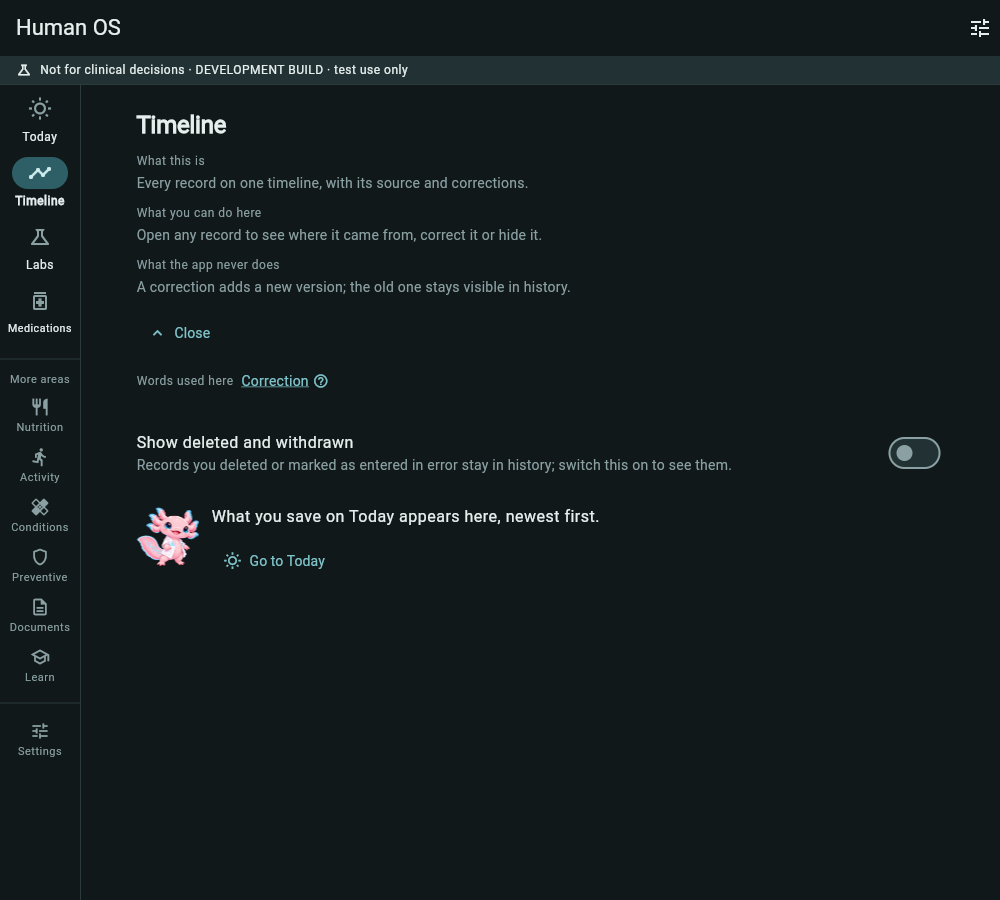 Human OS
Not for clinical decisions · DEVELOPMENT BUILD · test use only
Today
Timeline
Labs
Medications
More areas
Nutrition
Activity
Conditions
Preventive
Documents
Learn
Settings
Timeline
What this is
Every record on one timeline, with its source and corrections.
What you can do here
Open any record to see where it came from, correct it or hide it.
What the app never does
A correction adds a new version; the old one stays visible in history.
Close
Words used here Correction
Show deleted and withdrawn
Records you deleted or marked as entered in error stay in history; switch this on to see them.
What you save on Today appears here, newest first.
Go to Today